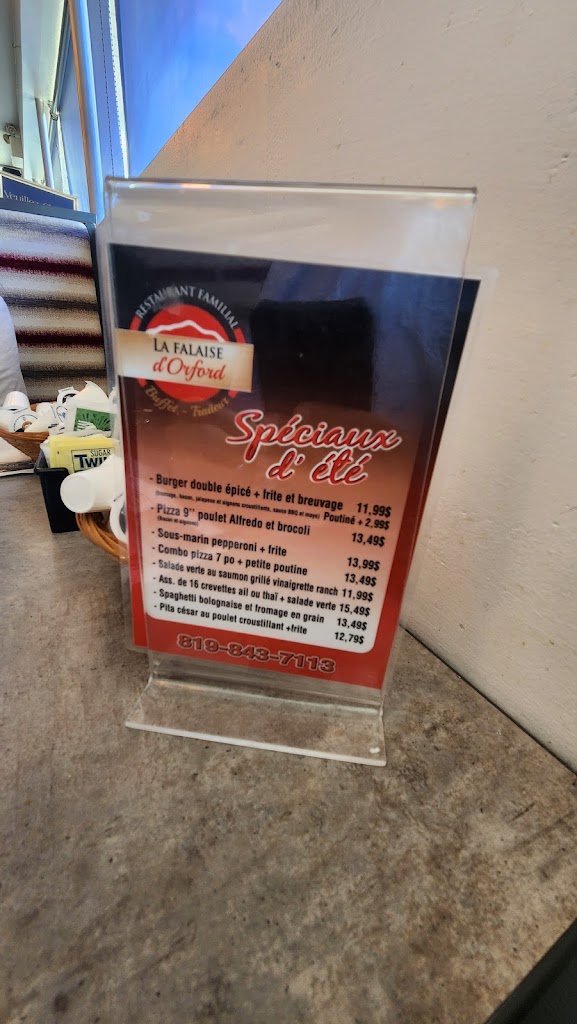 RESTAURANT FAMILIAL
LA FALAISE
d'Orford
Buffet - Traiteur
Spéciaux
d' été
- Burger double épicé + frite et breuvage 11,99$
(fromage, bacon, jalapenos et oignons croustillants, sauce BBQ et mayo) Poutiné + 2,99$
- Pizza 9'' poulet Alfredo et brocoli 13,49$
(Bacon et oignons)
- Sous-marin pepperoni + frite 13,99$
- Combo pizza 7 po + petite poutine 13,49$
- Salade verte au saumon grillé vinaigrette ranch 11,99$
- Ass. de 16 crevettes ail ou thaï + salade verte 15,49$
- Spaghetti bolognaise et fromage en grain 13,49$
- Pita césar au poulet croustillant +frite 12,79$
819-843-7113
SUGAR